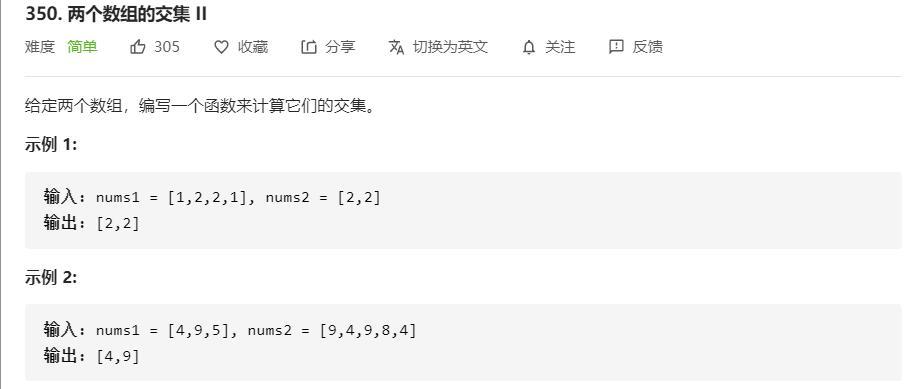 350. 两个数组的交集 II
难度 简单 305 收藏 分享 切换为英文 关注 反馈
给定两个数组，编写一个函数来计算它们的交集。
示例 1:
输入：nums1 = [1,2,2,1], nums2 = [2,2]
输出：[2,2]
示例 2:
输入：nums1 = [4,9,5], nums2 = [9,4,9,8,4]
输出：[4,9]